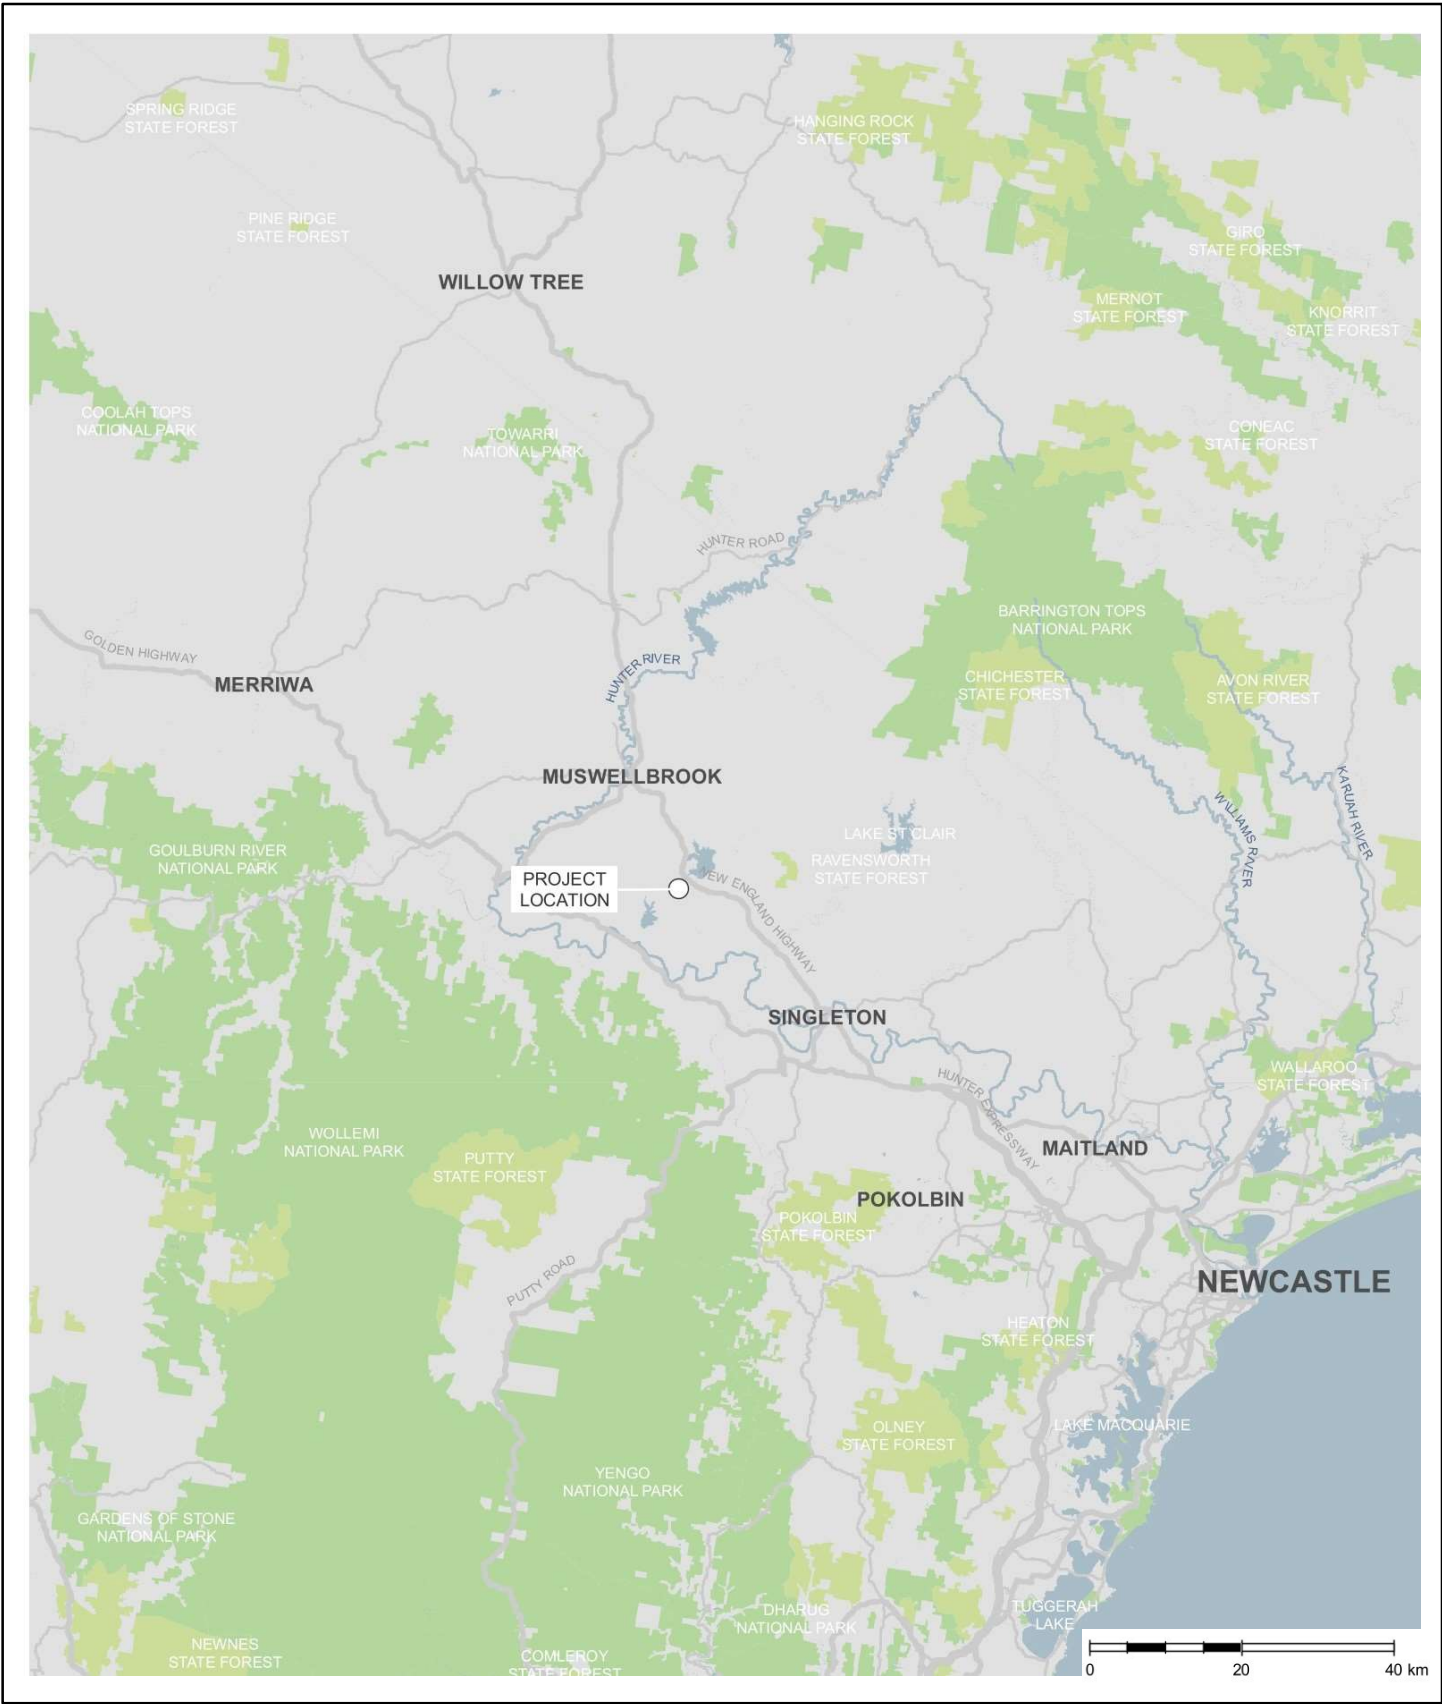 SPRING RIDGE
STATE FOREST
HANGING ROCK
STATE FOREST
PINE RIDGE
STATE FOREST
GIRO
STATE FOREST
WILLOW TREE
MERNOT
STATE FOREST
KNORRIT
STATE FOREST
COOLAH TOPS
NATIONAL PARK
TOWARRI
NATIONAL PARK
CONEAC
STATE FOREST
HUNTER ROAD
BARRINGTON TOPS
NATIONAL PARK
GOLDEN HIGHWAY
HUNTER RIVER
MERRIWA
CHICHESTER
STATE FOREST
AVON RIVER
STATE FOREST
MUSWELLBROOK
KARUAH RIVER
WILLIAMS RIVER
LAKE ST CLAIR
GOULBURN RIVER
NATIONAL PARK
RAVENSWORTH
STATE FOREST
PROJECT
LOCATION
NEW ENGLAND HIGHWAY
SINGLETON
WALLAROO
STATE FOREST
HUNTER EXPRESSWAY
WOLLEMI
NATIONAL PARK
MAITLAND
PUTTY
STATE FOREST
POKOLBIN
POKOLBIN
STATE FOREST
PUTTY ROAD
NEWCASTLE
HEATON
STATE FOREST
OLNEY
STATE FOREST
LAKE MACQUARIE
YENGO
NATIONAL PARK
GARDENS OF STONE
NATIONAL PARK
DHARUG
NATIONAL PARK
TUGGERAH
LAKE
NEWNES
STATE FOREST
COMLEROY
STATE FOREST
0 20 40 km